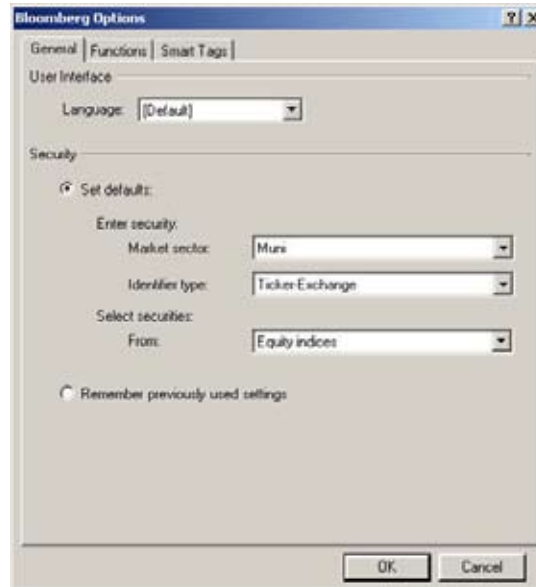 Bloomberg Options
General Functions Smart Tags
User Interface
Language: (Default)
Security
Set defaults:
Enter security:
Market sector: Muni
Identifier type: Ticker-Exchange
Select securities:
From: Equity indices
Remember previously used settings
OK Cancel